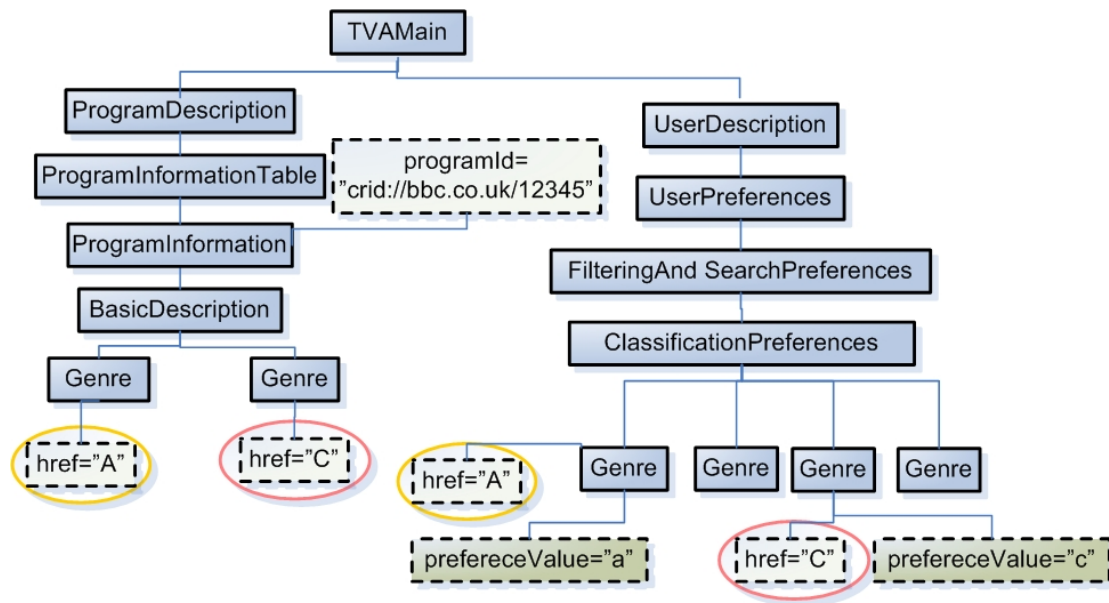 TVAMain
ProgramDescription
UserDescription
ProgramInformationTable
programId=
”crid://bbc.co.uk/12345”
UserPreferences
ProgramInformation
FilteringAnd SearchPreferences
BasicDescription
ClassificationPreferences
Genre
Genre
href=”A”
href=”C”
Genre
Genre
Genre
Genre
href=”A”
prefereceValue=”a”
href=”C”
prefereceValue=”c”